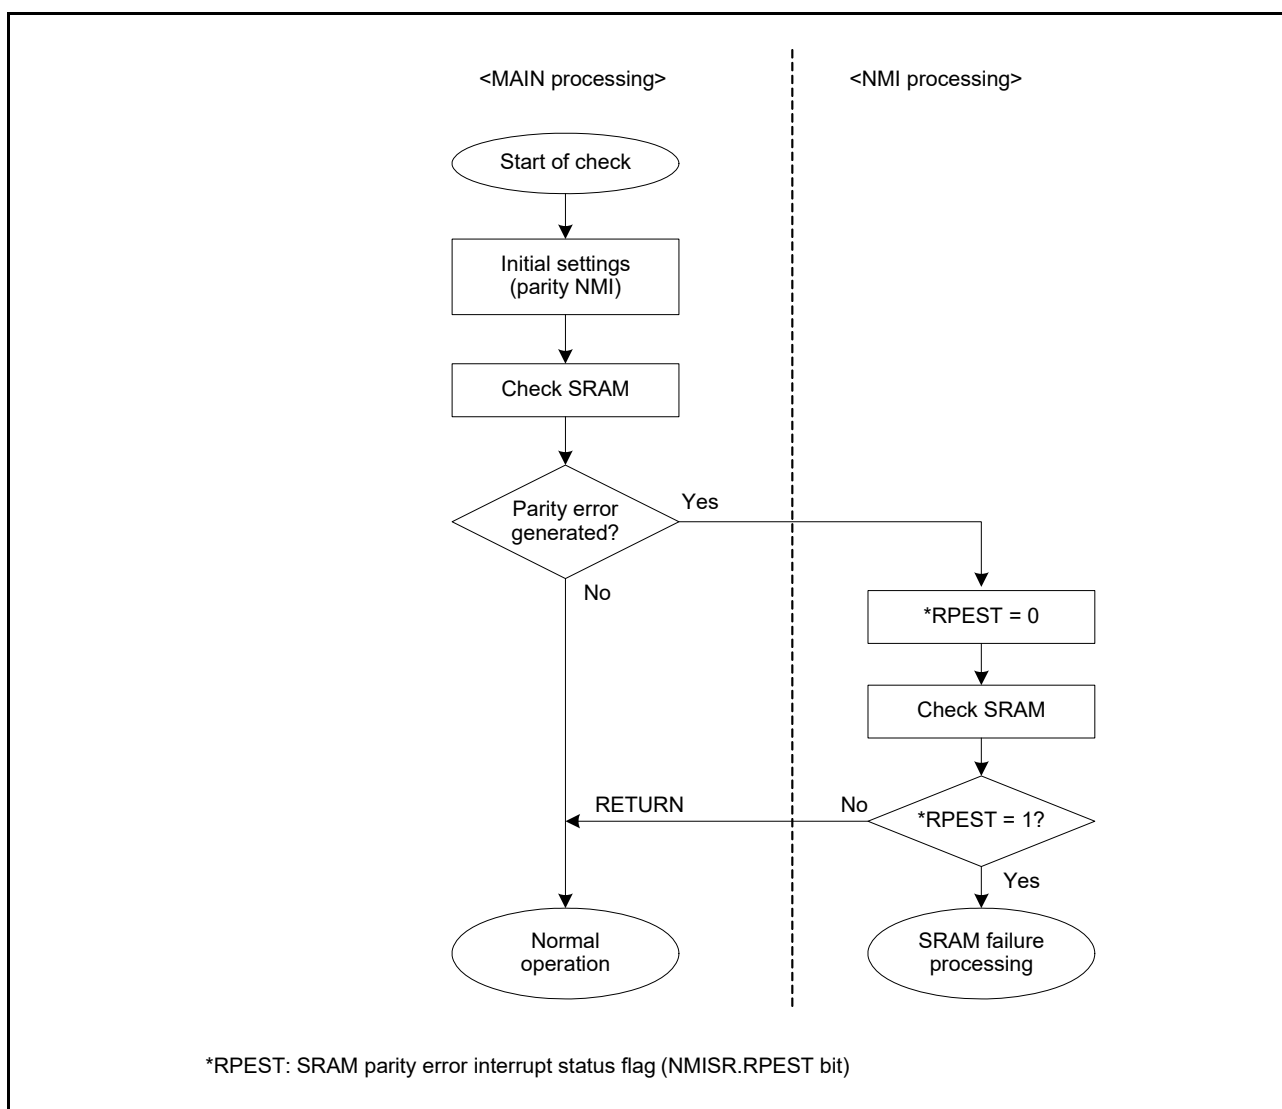 <MAIN processing>
<NMI processing>
Start of check
Initial settings
(parity NMI)
Check SRAM
Parity error
generated?
Yes
No
*RPEST = 0
Check SRAM
*RPEST = 1?
No
RETURN
Yes
Normal
operation
SRAM failure
processing
*RPEST: SRAM parity error interrupt status flag (NMISR.RPEST bit)